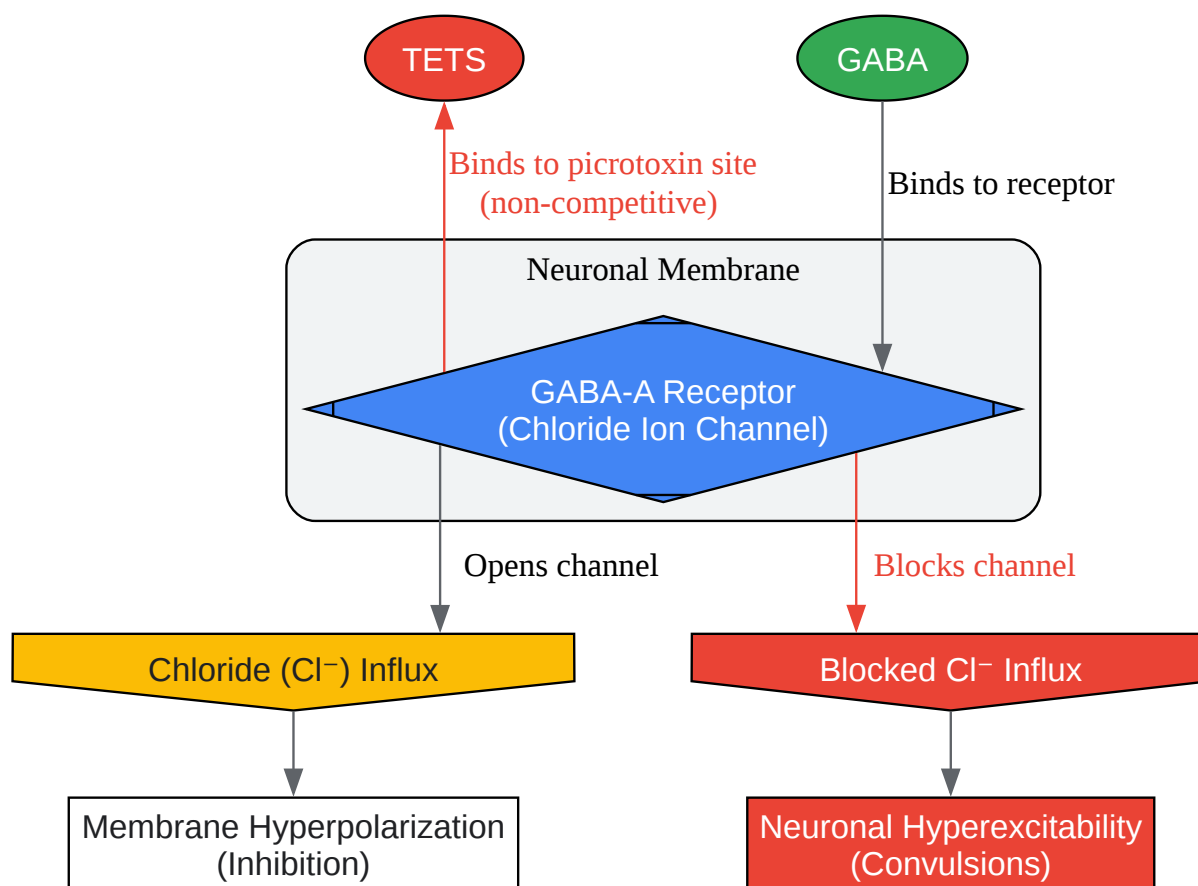 TETS
GABA
Binds to picrotoxin site
(non-competitive)
Binds to receptor
Neuronal Membrane
GABA-A Receptor
(Chloride Ion Channel)
Opens channel
Blocks channel
Chloride (Cl⁻) Influx
Blocked Cl⁻ Influx
Membrane Hyperpolarization
(Inhibition)
Neuronal Hyperexcitability
(Convulsions)